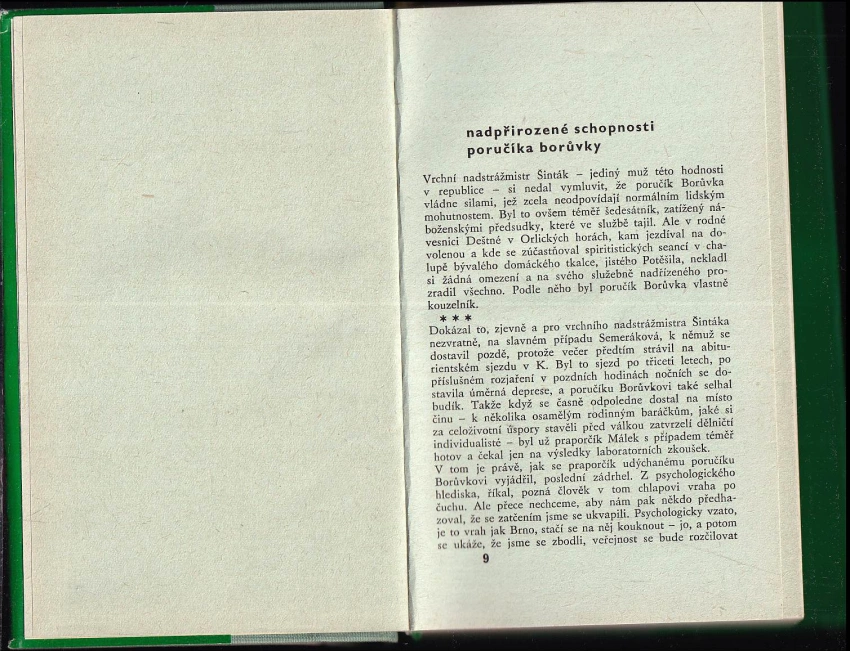 nadpřirozené schopnosti
poručíka borůvky
Vrchní nadstrážmistr Šinták – jediný muž této hodnosti
v republice – si nedal vymluvit, že poručík Borůvka
vládne silami, jež zcela neodpovídají normálním lidským
mohutnostem. Byl to ovšem téměř šedesátník, zatížený ná-
boženskými předsudky, které ve službě tajil. Ale v rodné
vesnici Deštné v Orlických horách, kam jezdíval na do-
volenou a kde se zúčastňoval spiritistických seancí v cha-
lupě bývalého domáckého tkalce, jistého Potěšila, nekladl
si žádná omezení a na svého služebně nadřízeného pro-
zradil všechno. Podle něho byl poručík Borůvka vlastně
kouzelník.
***
Dokázal to, zjevně a pro vrchního nadstrážmistra Šintáka
nezvratně, na slavném případu Semeráková, k němuž se
dostavil pozdě, protože večer předtím strávil na abitu-
rientském sjezdu v K. Byl to sjezd po třiceti letech, po
příslušném rozjaření v pozdních hodinách nočních se do-
stavila úměrná deprese, a poručíku Borůvkovi také selhal
budík. Takže když se časně odpoledne dostal na místo
činu – k několika osamělým rodinným baráčkům, jaké si
za celoživotní úspory stavěli před válkou zatvrzelí dělničtí
individualisté – byl už praporčík Málek s případem téměř
hotov a čekal jen na výsledky laboratorních zkoušek.
V tom je právě, jak se praporčík udýchanému poručíku
Borůvkovi vyjádřil, poslední zádrhel. Z psychologického
hlediska, říkal, pozná člověk v tom chlapovi vraha po
čuchu. Ale přece nechceme, aby nám pak někdo předha-
zoval, že se zatčením jsme se ukvapili. Psychologicky vzato,
je to vrah jak Brno, stačí se na něj kouknout – jo, a potom
se ukáže, že jsme se zbodli, veřejnost se bude rozčilovat
9